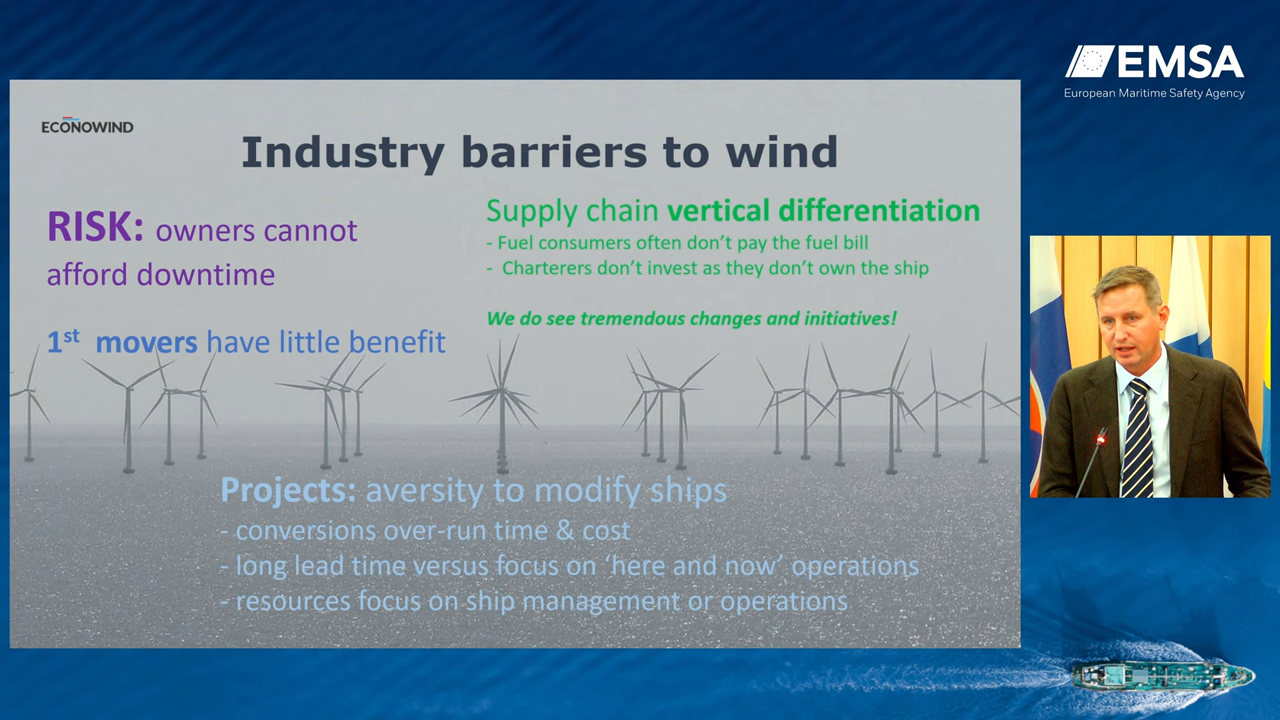 EMSA
European Maritime Safety Agency
ECONOWIND
Industry barriers to wind
RISK: owners cannot
afford downtime
1st movers have little benefit
Supply chain vertical differentiation
- Fuel consumers often don't pay the fuel bill
- Charterers don't invest as they don't own the ship
We do see tremendous changes and initiatives!
Projects: aversity to modify ships
- conversions over-run time & cost
- long lead time versus focus on ‘here and now’ operations
- resources focus on ship management or operations